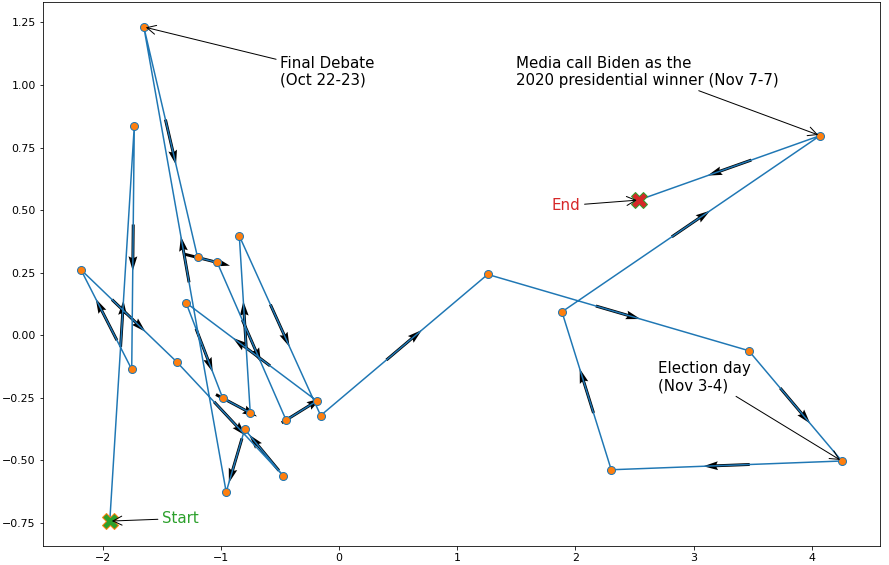 1.25
1.00
0.75
0.50
0.25
0.00
−0.25
−0.50
−0.75
Final Debate
(Oct 22-23)
Media call Biden as the
2020 presidential winner (Nov 7-7)
End
Election day
(Nov 3-4)
Start
−2
−1
0
1
2
3
4